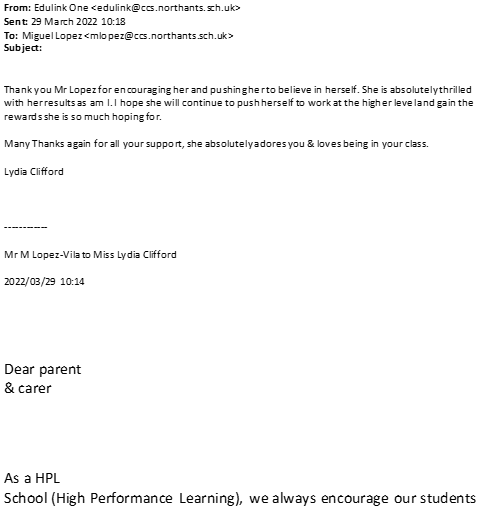 From: Edulink One <edulink@ccs.northants.sch.uk>
Sent: 29 March 2022 10:18
To: Miguel Lopez <mlopez@ccs.northants.sch.uk>
Subject:
Thank you Mr Lopez for encouraging her and pushing her to believe in herself. She is absolutely thrilled
with her results as am I. I hope she will continue to push herself to work at the higher level and gain the
rewards she is so much hoping for.
Many Thanks again for all your support, she absolutely adores you & loves being in your class.
Lydia Clifford
------------
Mr M Lopez-Vila to Miss Lydia Clifford
2022/03/29 10:14
Dear parent
& carer
As a HPL
School (High Performance Learning), we always encourage our students